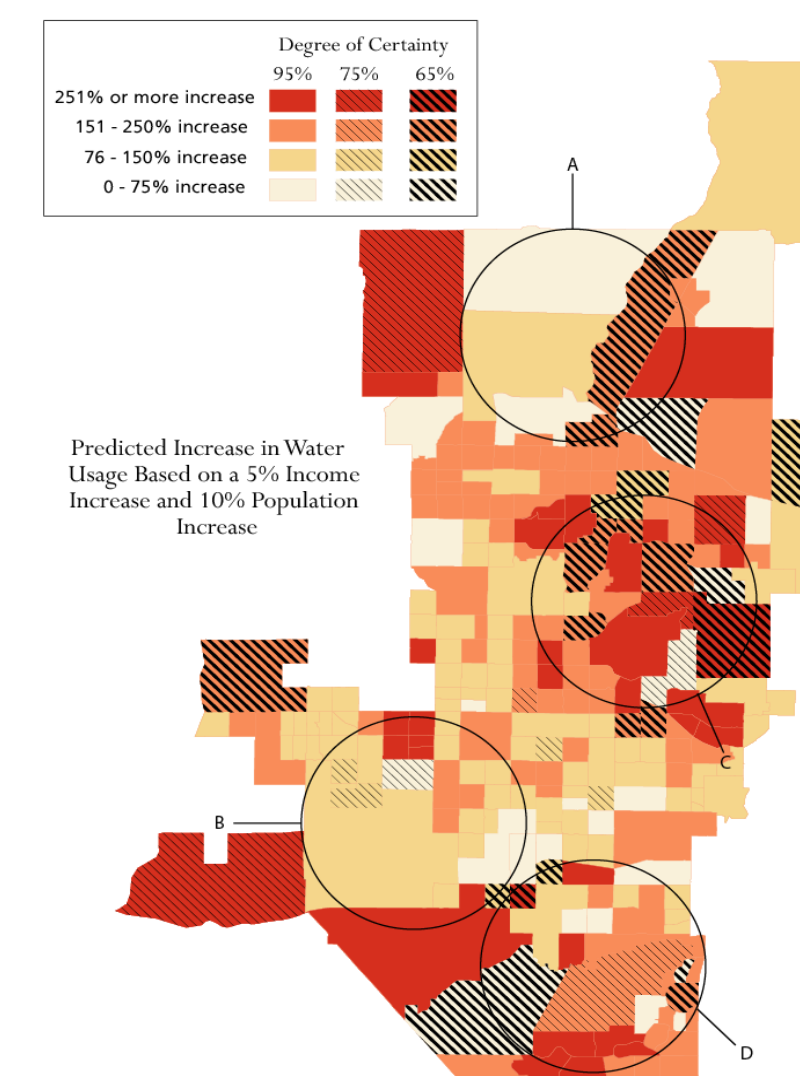 Degree of Certainty
95% 75% 65%
251% or more increase
151 - 250% increase
76 - 150% increase
0 - 75% increase
A
Predicted Increase in Water
Usage Based on a 5% Income
Increase and 10% Population
Increase
C
B
D